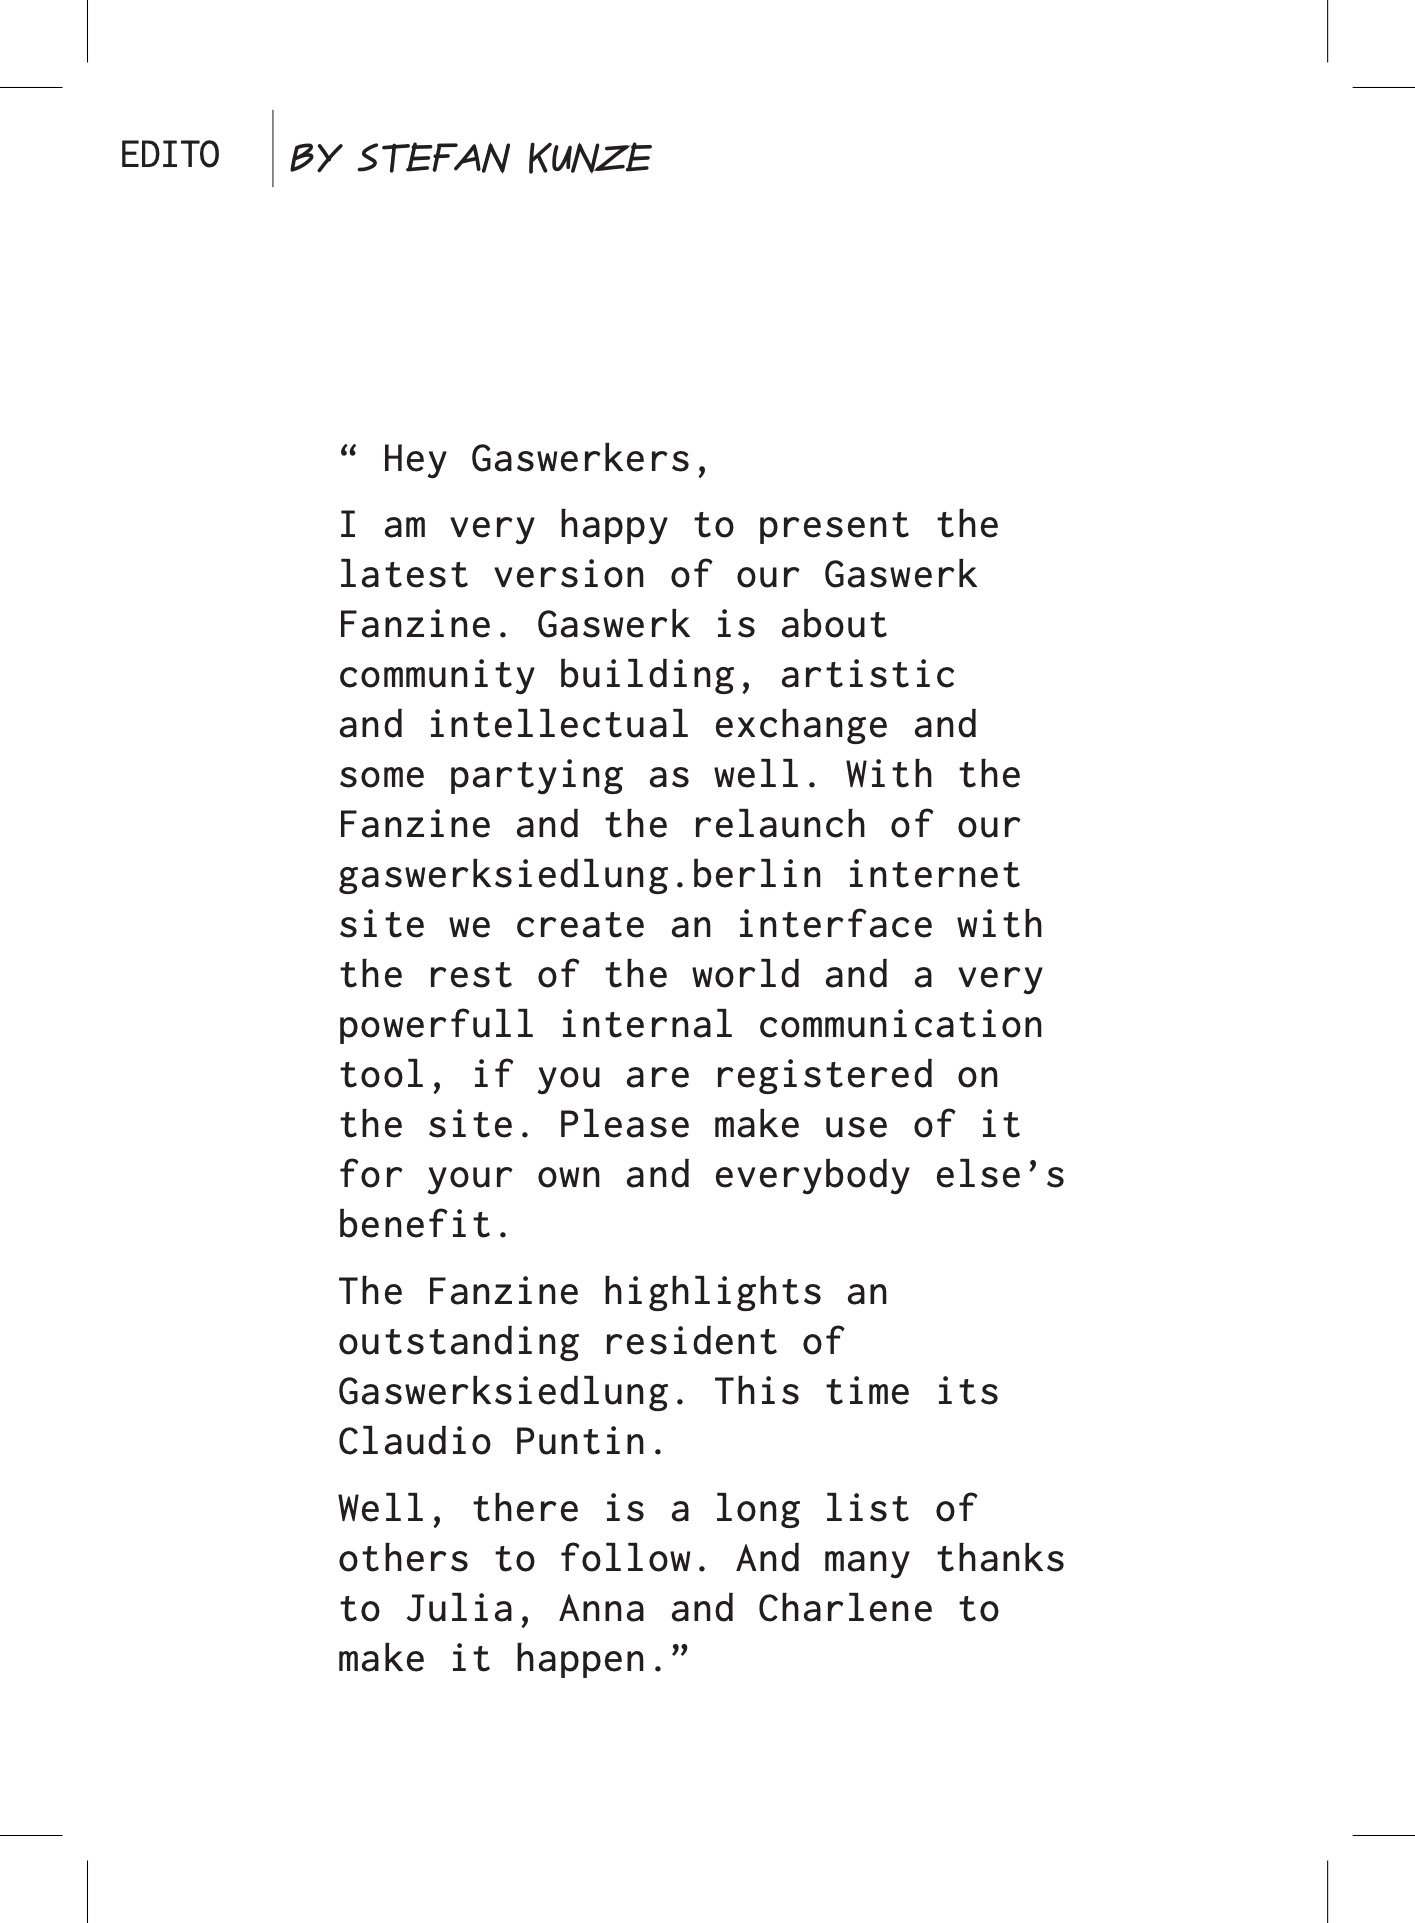 EDITO
BY STEFAN KUNZE
“ Hey Gaswerkers,
I am very happy to present the
latest version of our Gaswerk
Fanzine. Gaswerk is about
community building, artistic
and intellectual exchange and
some partying as well. With the
Fanzine and the relaunch of our
gaswerksiedlung.berlin internet
site we create an interface with
the rest of the world and a very
powerfull internal communication
tool, if you are registered on
the site. Please make use of it
for your own and everybody else’s
benefit.
The Fanzine highlights an
outstanding resident of
Gaswerksiedlung. This time its
Claudio Puntin.
Well, there is a long list of
others to follow. And many thanks
to Julia, Anna and Charlene to
make it happen.”